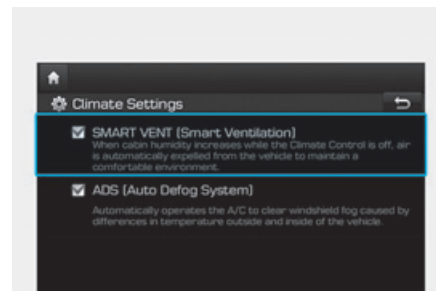 Climate Settings
SMART VENT (Smart Ventilation)
When cabin humidity increases while the Climate Control is off, air
is automatically expelled from the vehicle to maintain a
comfortable environment.
ADS (Auto Defog System)
Automatically operates the A/C to clear windshield fog caused by
differences in temperature outside and inside of the vehicle.